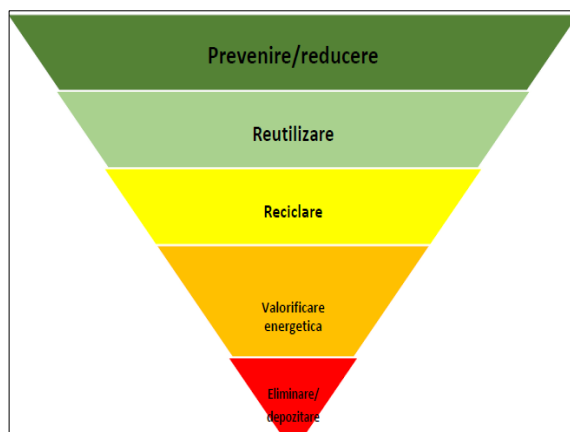 Prevenire/reducere
Reutilizare
Reciclare
Valorificare
energetica
Eliminare/
depozitare